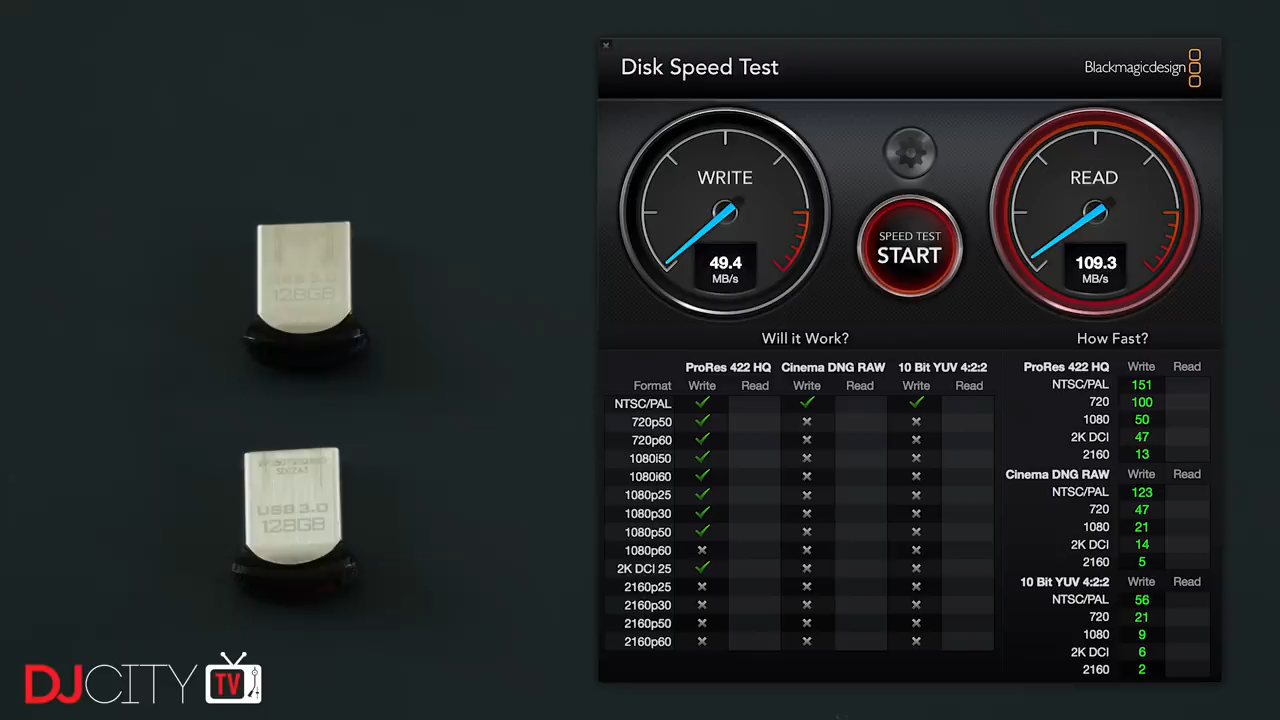 Disk Speed Test
Blackmagicdesign
WRITE
49.4
MB/s
SPEED TEST
START
READ
109.3
MB/s
Will it Work?
ProRes 422 HQ Cinema DNG RAW 10 Bit YUV 4:2:2
Format Write Read Write Read Write Read
NTSC/PAL
720p50
720p60
1080i50
1080i60
1080p25
1080p30
1080p50
1080p60
2K DCI 25
2160p25
2160p30
2160p50
2160p60
How Fast?
ProRes 422 HQ Write Read
NTSC/PAL 151
720 100
1080 50
2K DCI 47
2160 13
Cinema DNG RAW Write Read
NTSC/PAL 123
720 47
1080 21
2K DCI 14
2160 5
10 Bit YUV 4:2:2 Write Read
NTSC/PAL 56
720 21
1080 9
2K DCI 6
2160 2
USB 3.0
128GB
USB 3.0
128GB
DJCITY TV